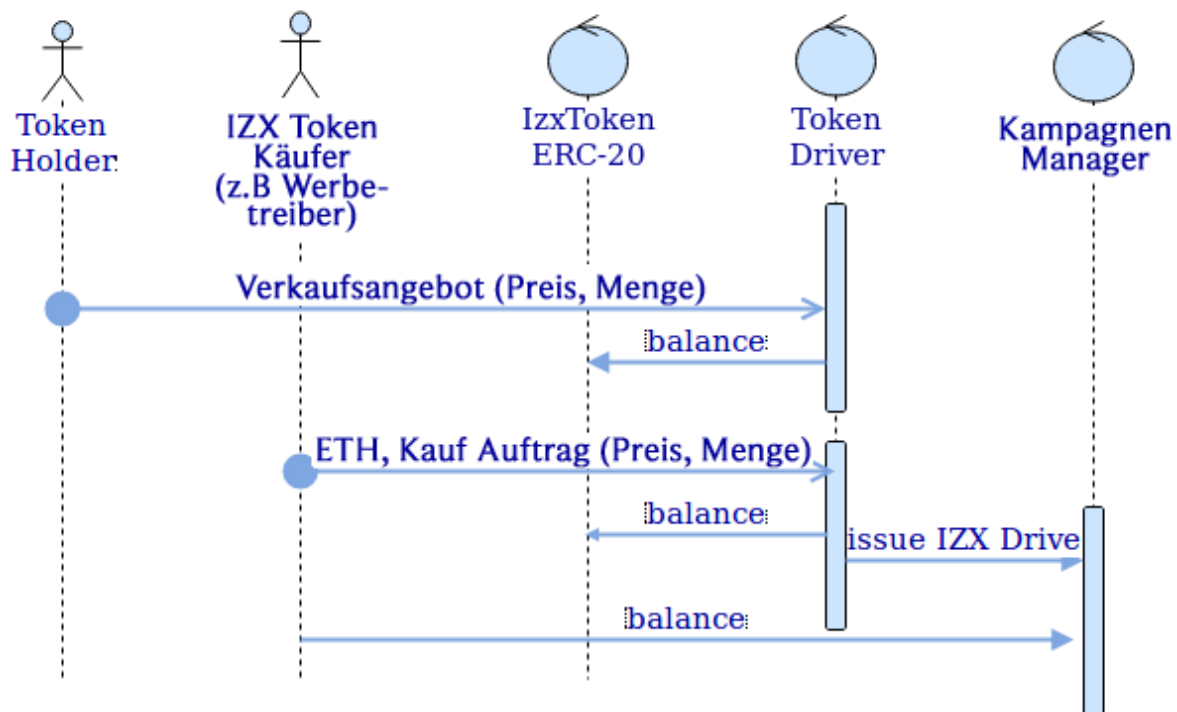 Token
Holder
IZX Token
Käufer
(z.B Werbe-
treiber)
IzxToken
ERC-20
Token
Driver
Kampagnen
Manager
Verkaufsangebot (Preis, Menge)
balance
ETH, Kauf Auftrag (Preis, Menge)
balance
issue IZX Drive
balance